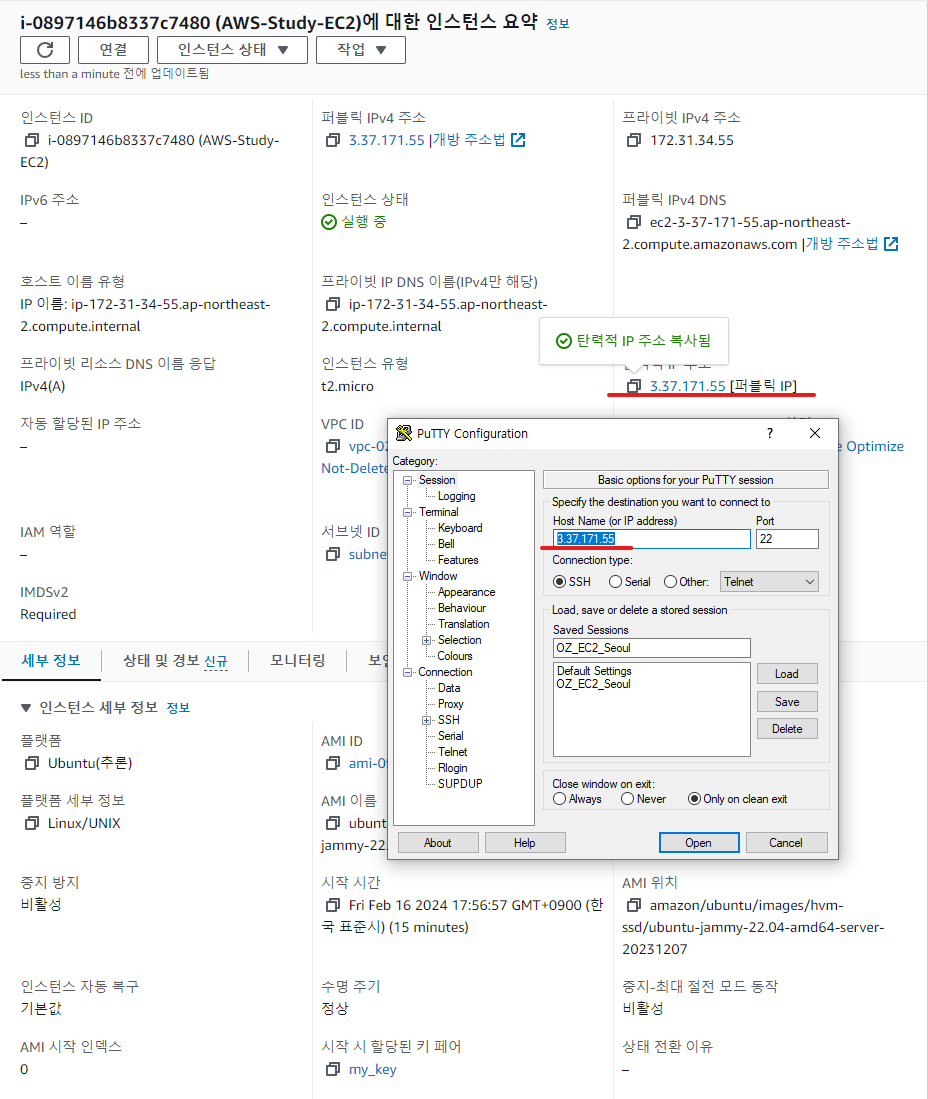 i-0897146b8337c7480 (AWS-Study-EC2)에 대한 인스턴스 요약 정보
연결
인스턴스 상태
작업
less than a minute 전에 업데이트됨
인스턴스 ID
i-0897146b8337c7480 (AWS-Study-
EC2)
퍼블릭 IPv4 주소
3.37.171.55 |개방 주소법
프라이빗 IPv4 주소
172.31.34.55
IPv6 주소
–
인스턴스 상태
실행 중
퍼블릭 IPv4 DNS
ec2-3-37-171-55.ap-northeast-
2.compute.amazonaws.com |개방 주소법
호스트 이름 유형
IP 이름: ip-172-31-34-55.ap-northeast-
2.compute.internal
프라이빗 IP DNS 이름(IPv4만 해당)
ip-172-31-34-55.ap-northeast-
2.compute.internal
탄력적 IP 주소 복사됨
프라이빗 리소스 DNS 이름 응답
IPv4(A)
인스턴스 유형
t2.micro
3.37.171.55 [퍼블릭 IP]
자동 할당된 IP 주소
–
VPC ID
vpc-02
Not-Delete
Optimize
IAM 역할
–
서브넷 ID
subne
IMDSv2
Required
PuTTY Configuration
?
Category:
Session
Logging
Terminal
Keyboard
Bell
Features
Window
Appearance
Behaviour
Translation
Selection
Colours
Connection
Data
Proxy
SSH
Serial
Telnet
Rlogin
SUPDUP
Basic options for your PuTTY session
Specify the destination you want to connect to
Host Name (or IP address)
Port
3.37.171.55
22
Connection type:
SSH
Serial
Other:
Telnet
Load, save or delete a stored session
Saved Sessions
OZ_EC2_Seoul
Default Settings
OZ_EC2_Seoul
Load
Save
Delete
Close window on exit:
Always
Never
Only on clean exit
About
Help
Open
Cancel
세부 정보
상태 및 경보 신규
모니터링
보안
인스턴스 세부 정보 정보
플랫폼
Ubuntu(추론)
AMI ID
플랫폼 세부 정보
Linux/UNIX
AMI 이름
ubunt
jammy-22.
중지 방지
비활성
시작 시간
Fri Feb 16 2024 17:56:57 GMT+0900 (한
국 표준시) (15 minutes)
AMI 위치
amazon/ubuntu/images/hvm-
ssd/ubuntu-jammy-22.04-amd64-server-
20231207
인스턴스 자동 복구
기본값
수명 주기
정상
중지-최대 절전 모드 동작
비활성
AMI 시작 인덱스
0
시작 시 할당된 키 페어
my_key
상태 전환 이유
–